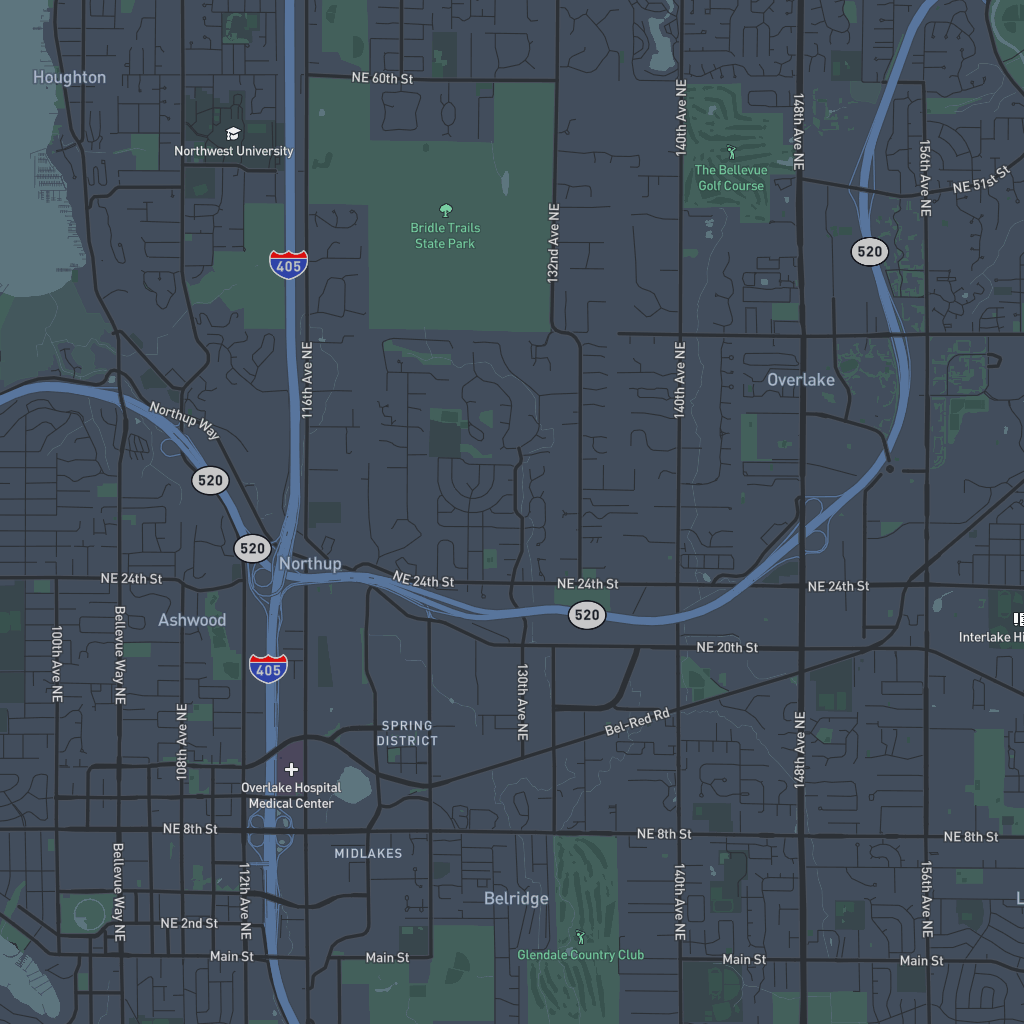 Houghton
NE 60th St
140th Ave NE
148th Ave NE
Northwest University
156th Ave NE
The Bellevue
Golf Course
NE 51st St
Bridle Trails
State Park
132nd Ave NE
520
405
116th Ave NE
140th Ave NE
Overlake
Northup Way
520
520
Northup
NE 24th St
NE 24th St
NE 24th St
NE 24th St
520
Ashwood
100th Ave NE
Bellevue Way NE
Interlake Hi
NE 20th St
405
130th Ave NE
108th Ave NE
SPRING
DISTRICT
Bel-Red Rd
148th Ave NE
Overlake Hospital
Medical Center
NE 8th St
NE 8th St
NE 8th St
MIDLAKES
Bellevue Way NE
112th Ave NE
140th Ave NE
156th Ave NE
Belridge
L
NE 2nd St
Main St
Main St
Glendale Country Club
Main St
Main St